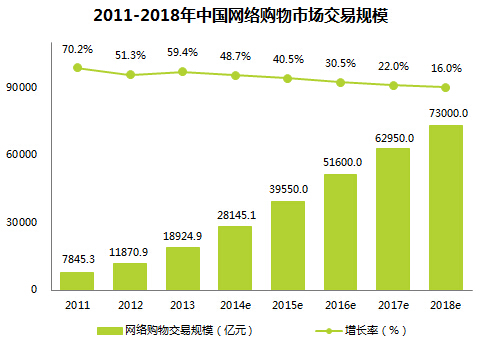 2011-2018年中国网络购物市场交易规模
70.2% 51.3% 59.4% 48.7% 40.5% 30.5% 22.0% 16.0%
90000
60000
30000
0
7845.3 11870.9 18924.9 28145.1 39550.0 51600.0 62950.0 73000.0
2011 2012 2013 2014e 2015e 2016e 2017e 2018e
网络购物交易规模（亿元） 增长率（%）